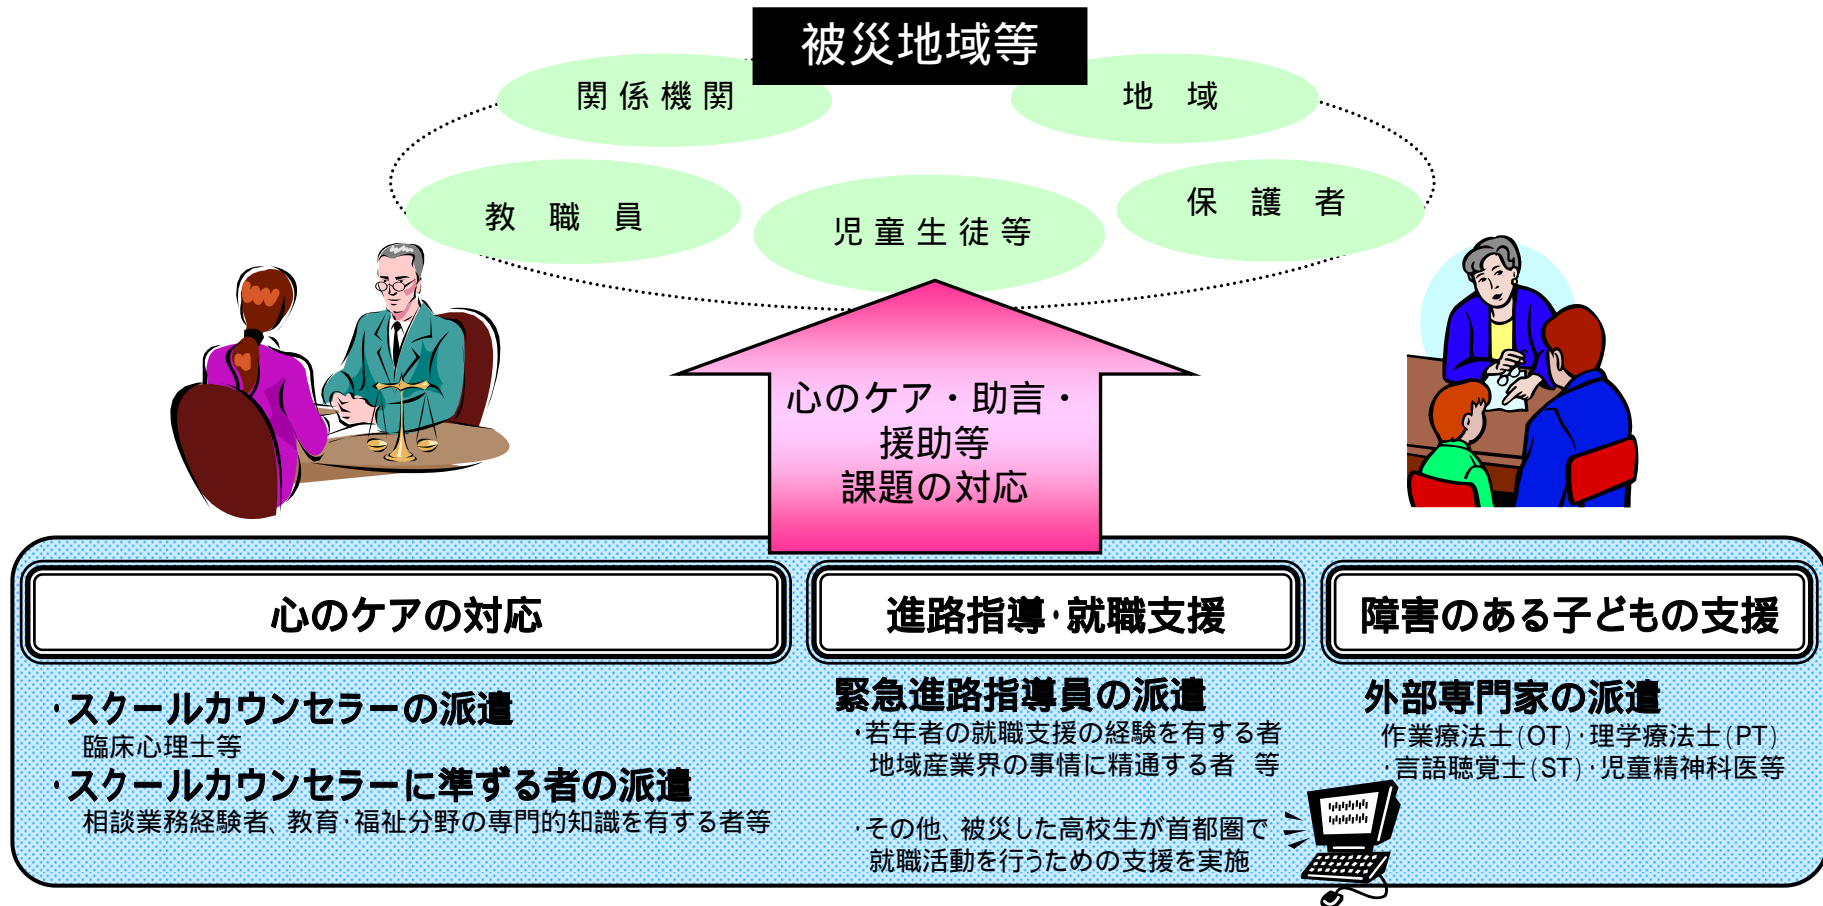 被災地域等
関係機関
地　域
教　職　員
児童生徒等
保　護　者
心のケア・助言・
援助等
課題の対応
心のケアの対応
・スクールカウンセラーの派遣
臨床心理士等
・スクールカウンセラーに準ずる者の派遣
相談業務経験者、教育・福祉分野の専門的知識を有する者等
進路指導・就職支援
緊急進路指導員の派遣
・若年者の就職支援の経験を有する者
地域産業界の事情に精通する者　等
・その他、被災した高校生が首都圏で
就職活動を行うための支援を実施
障害のある子どもの支援
外部専門家の派遣
作業療法士(OT)・理学療法士(PT)
・言語聴覚士(ST)・児童精神科医等